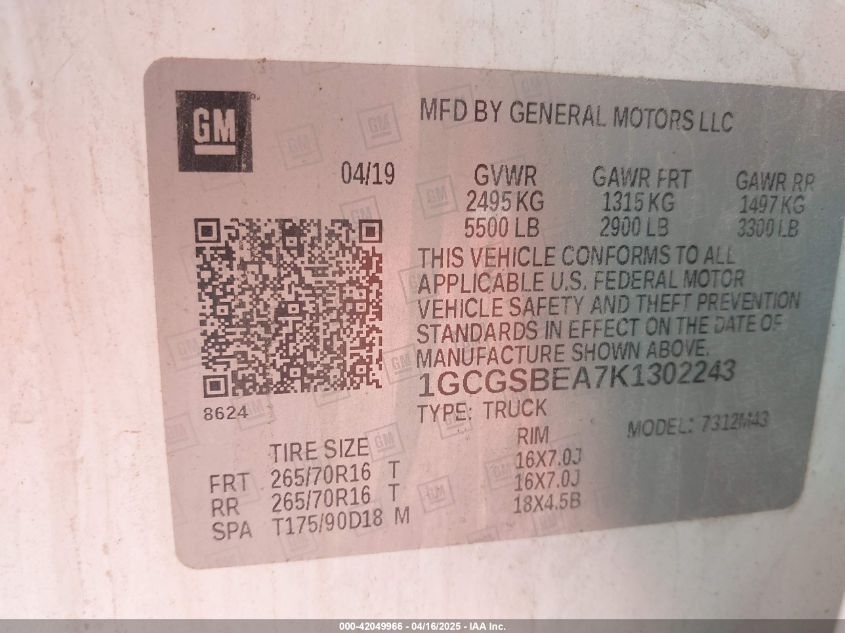 GM
MFD BY GENERAL MOTORS LLC
04/19
GVWR GAWR FRT GAWR RR
2495 KG 1315 KG 1497 KG
5500 LB 2900 LB 3300 LB
THIS VEHICLE CONFORMS TO ALL
APPLICABLE U.S. FEDERAL MOTOR
VEHICLE SAFETY AND THEFT PREVENTION
STANDARDS IN EFFECT ON THE DATE OF
MANUFACTURE SHOWN ABOVE.
1GCGSBEA7K1302243
8624
TYPE: TRUCK MODEL: 7312M43
TIRE SIZE RIM
FRT 265/70R16 T 16X7.0J
RR 265/70R16 T 16X7.0J
SPA T175/90D18 M 18X4.5B
000-42049966 - 04/16/2025 - IAA Inc.